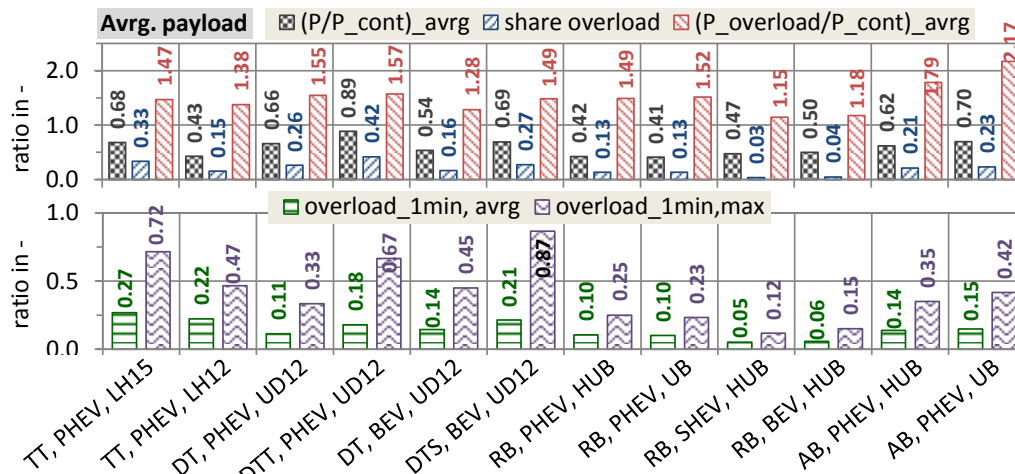 Avrg. payload (P/P_cont)_avrg share overload (P_overload/P_cont)_avrg
ratio in -
2.0
1.0
0.0
0.68 0.33 1.47 0.43 0.15 1.38 0.66 0.26 1.55 0.89 0.42 1.57 0.54 0.16 1.28 0.69 0.27 1.49 0.42 0.13 1.49 0.41 0.13 1.52 0.47 0.03 1.15 0.50 0.04 1.18 0.62 0.21 1.79 0.70 0.23 2.17
overload_1min, avrg overload_1min,max
ratio in -
1.0
0.5
0.0
0.27 0.72 0.22 0.47 0.11 0.33 0.18 0.67 0.14 0.45 0.21 0.87 0.10 0.25 0.10 0.23 0.05 0.12 0.06 0.15 0.14 0.35 0.15 0.42
TT, PHEV, LH15
TT, PHEV, LH12
DT, PHEV, UD12
DTT, PHEV, UD12
DT, BEV, UD12
DTS, BEV, UD12
RB, PHEV, HUB
RB, PHEV, UB
RB, SHEV, HUB
RB, BEV, HUB
AB, PHEV, HUB
AB, PHEV, UB